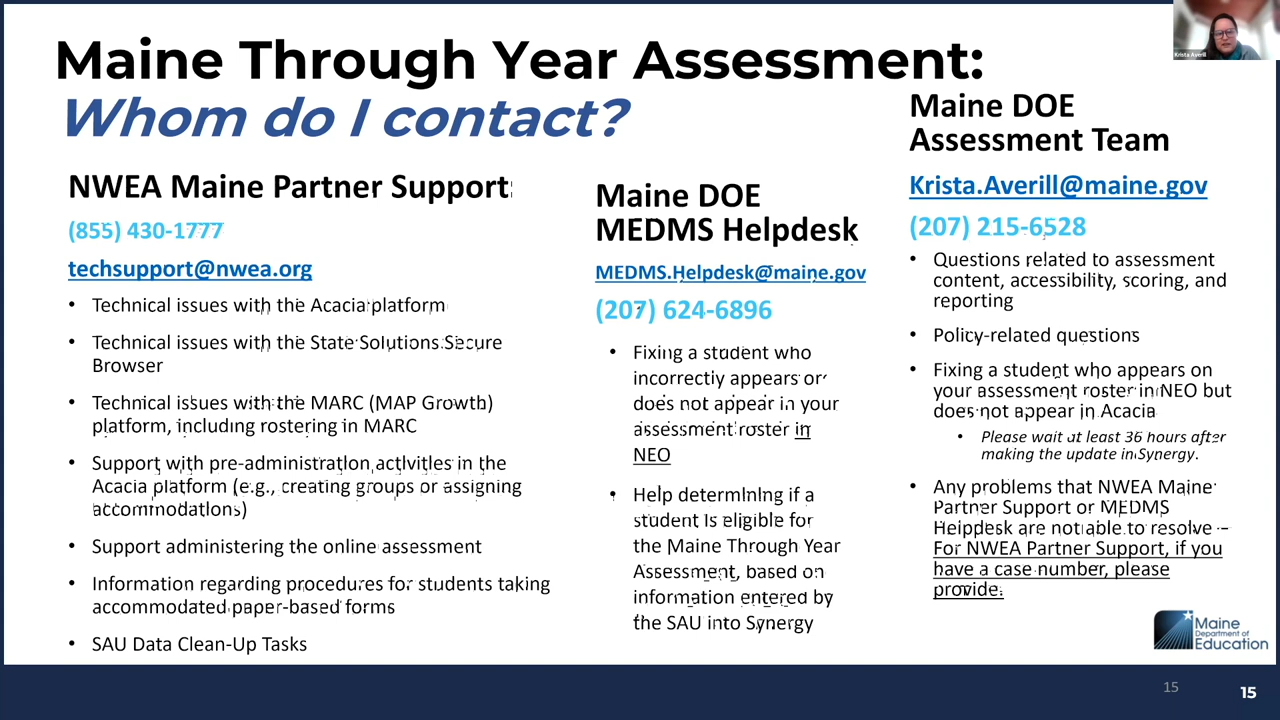 Maine Through Year Assessment:
Whom do I contact?
NWEA Maine Partner Support:
(855) 430-1777
techsupport@nwea.org
• Technical issues with the Acacia platform
• Technical issues with the State Solutions Secure
Browser
• Technical issues with the MARC (MAP Growth)
platform, including rostering in MARC
• Support with pre-administration activities in the
Acacia platform (e.g., creating groups or assigning
accommodations)
• Support administering the online assessment
• Information regarding procedures for students taking
accommodated paper-based forms
• SAU Data Clean-Up Tasks
Maine DOE
MEDMS Helpdesk
MEDMS.Helpdesk@maine.gov
(207) 624-6896
• Fixing a student who
incorrectly appears or
does not appear in your
assessment roster in
NEO
• Help determining if a
student is eligible for
the Maine Through Year
Assessment, based on
information entered by
the SAU into Synergy
Maine DOE
Assessment Team
Krista.Averill@maine.gov
(207) 215-6528
• Questions related to assessment
content, accessibility, scoring, and
reporting
• Policy-related questions
• Fixing a student who appears on
your assessment roster in NEO but
does not appear in Acacia
• Please wait at least 36 hours after
making the update in Synergy.
• Any problems that NWEA Maine
Partner Support or MEDMS
Helpdesk are not able to resolve –
For NWEA Partner Support, if you
have a case number, please
provide.
Maine
Department of
Education
15
15
Krista Averill